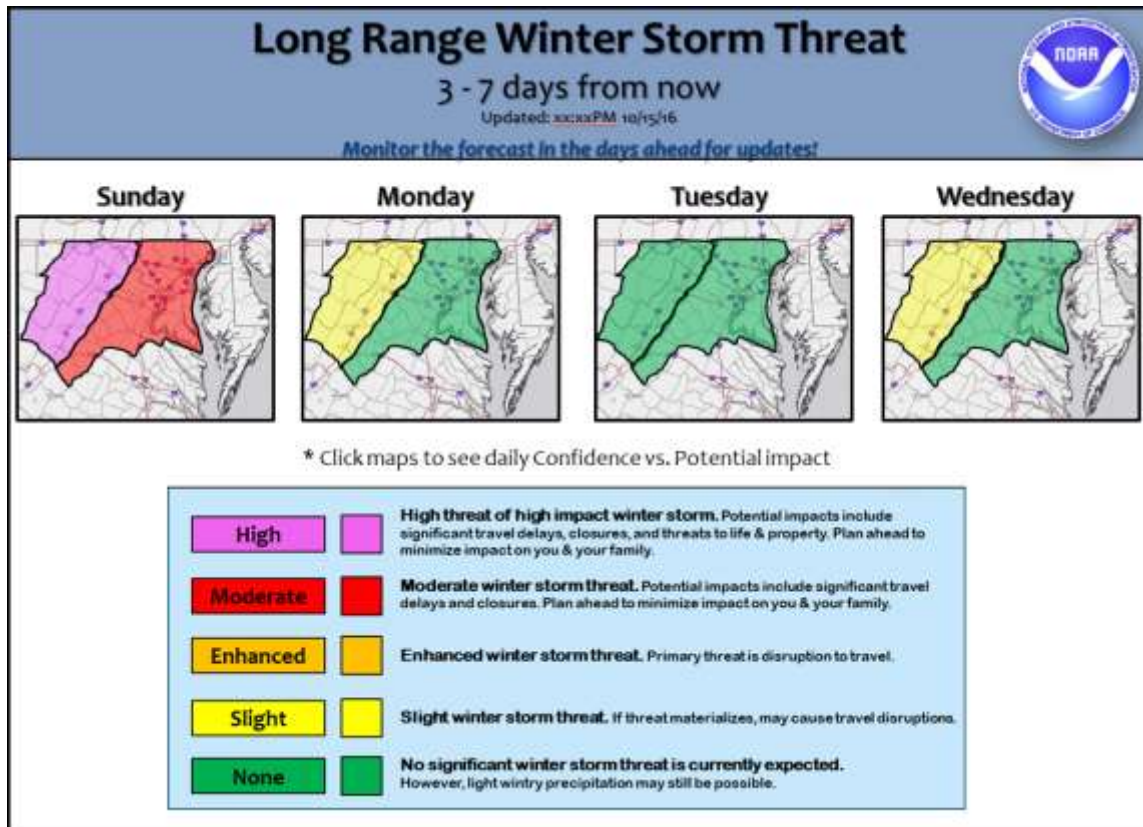 Long Range Winter Storm Threat
3 - 7 days from now
Updated: xx:xxPM 10/15/16
Monitor the forecast in the days ahead for updates!
NOAA
Sunday
Monday
Tuesday
Wednesday
* Click maps to see daily Confidence vs. Potential impact
High
High threat of high impact winter storm. Potential impacts include
significant travel delays, closures, and threats to life & property. Plan ahead to
minimize impact on you & your family.
Moderate
Moderate winter storm threat. Potential impacts include significant travel
delays and closures. Plan ahead to minimize impact on you & your family.
Enhanced
Enhanced winter storm threat. Primary threat is disruption to travel.
Slight
Slight winter storm threat. If threat materializes, may cause travel disruptions.
None
No significant winter storm threat is currently expected.
However, light wintry precipitation may still be possible.